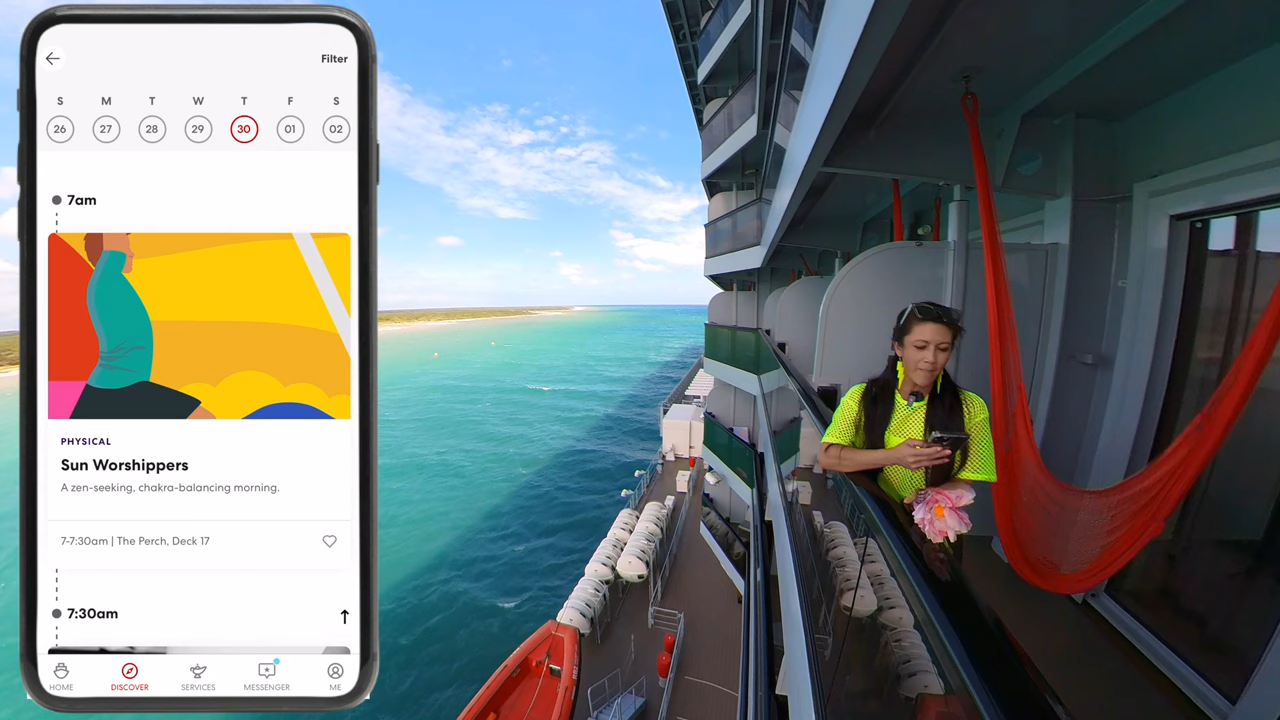 Filter
S M T W T F S
26 27 28 29 30 01 02
7am
PHYSICAL
Sun Worshippers
A zen-seeking, chakra-balancing morning.
7-7:30am | The Perch, Deck 17
7:30am
HOME DISCOVER SERVICES MESSENGER ME